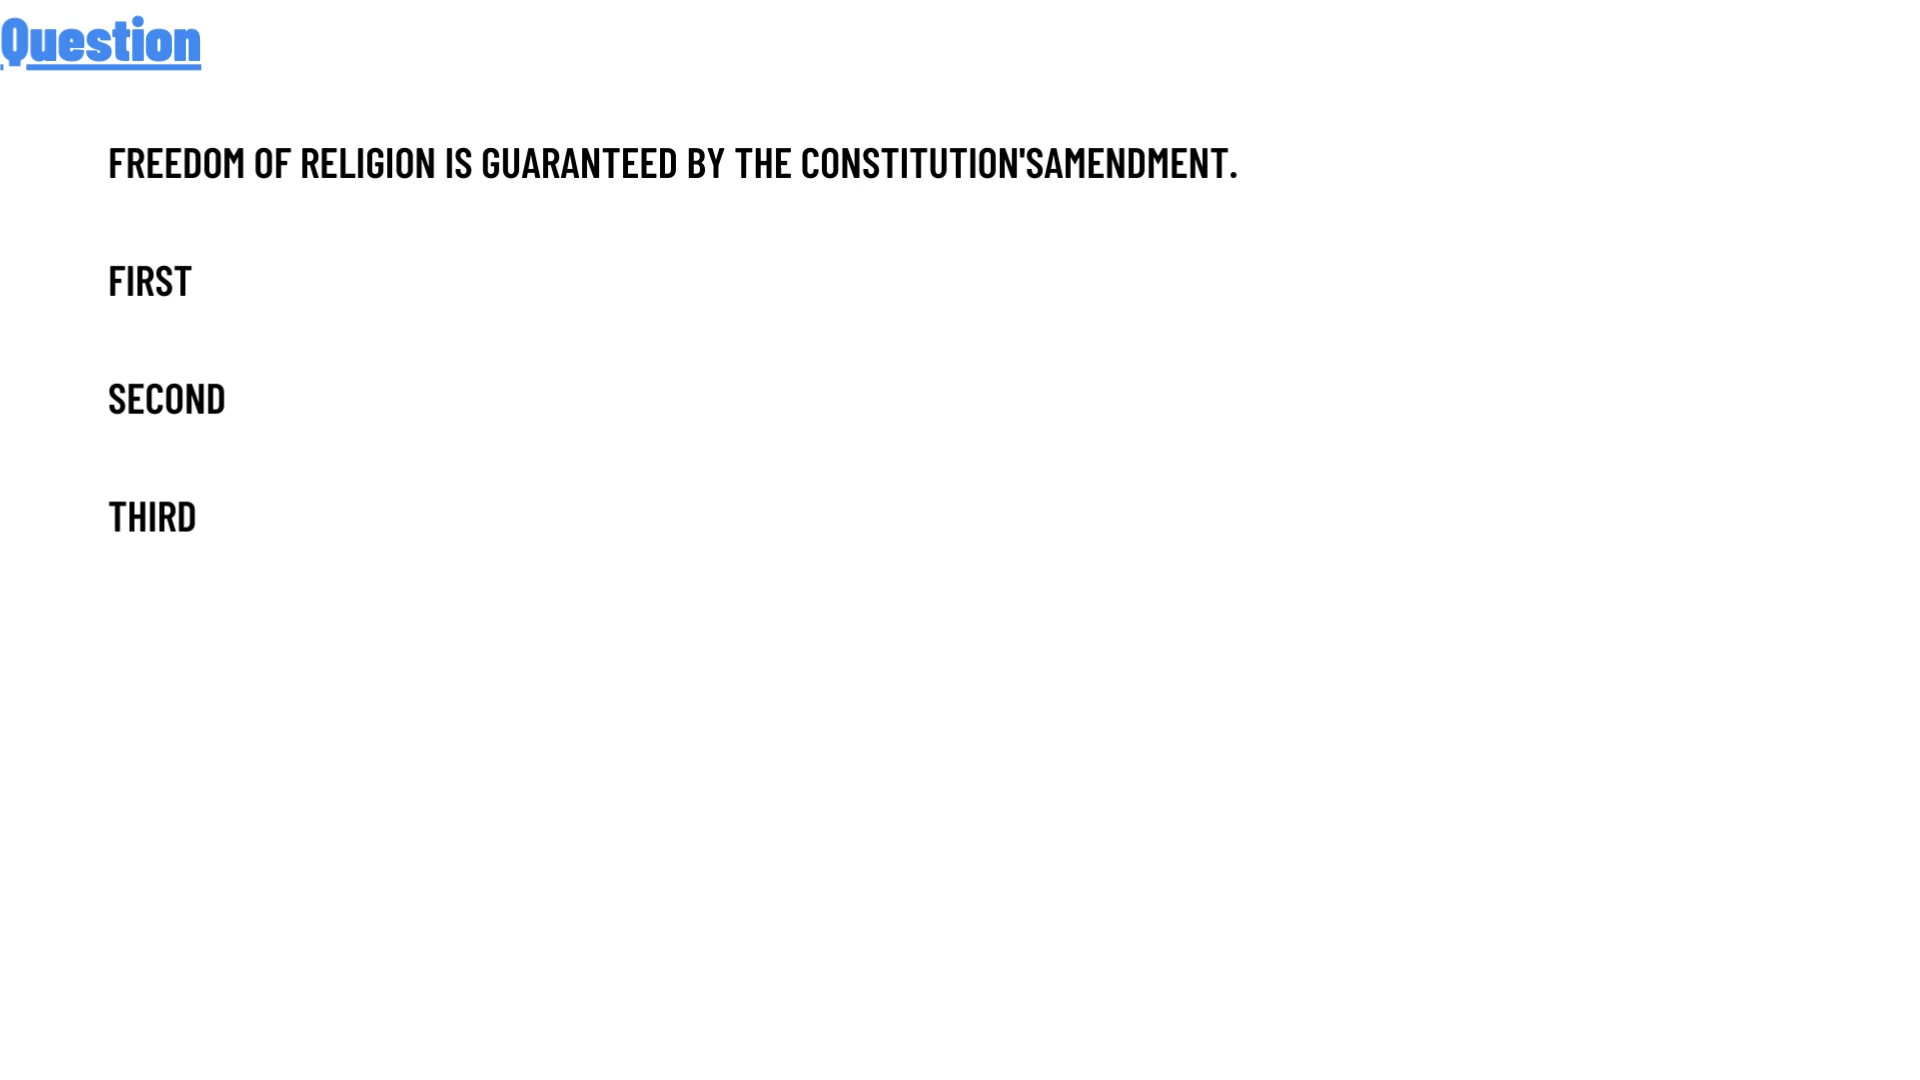 Question
FREEDOM OF RELIGION IS GUARANTEED BY THE CONSTITUTION'SAMENDMENT.
FIRST
SECOND
THIRD